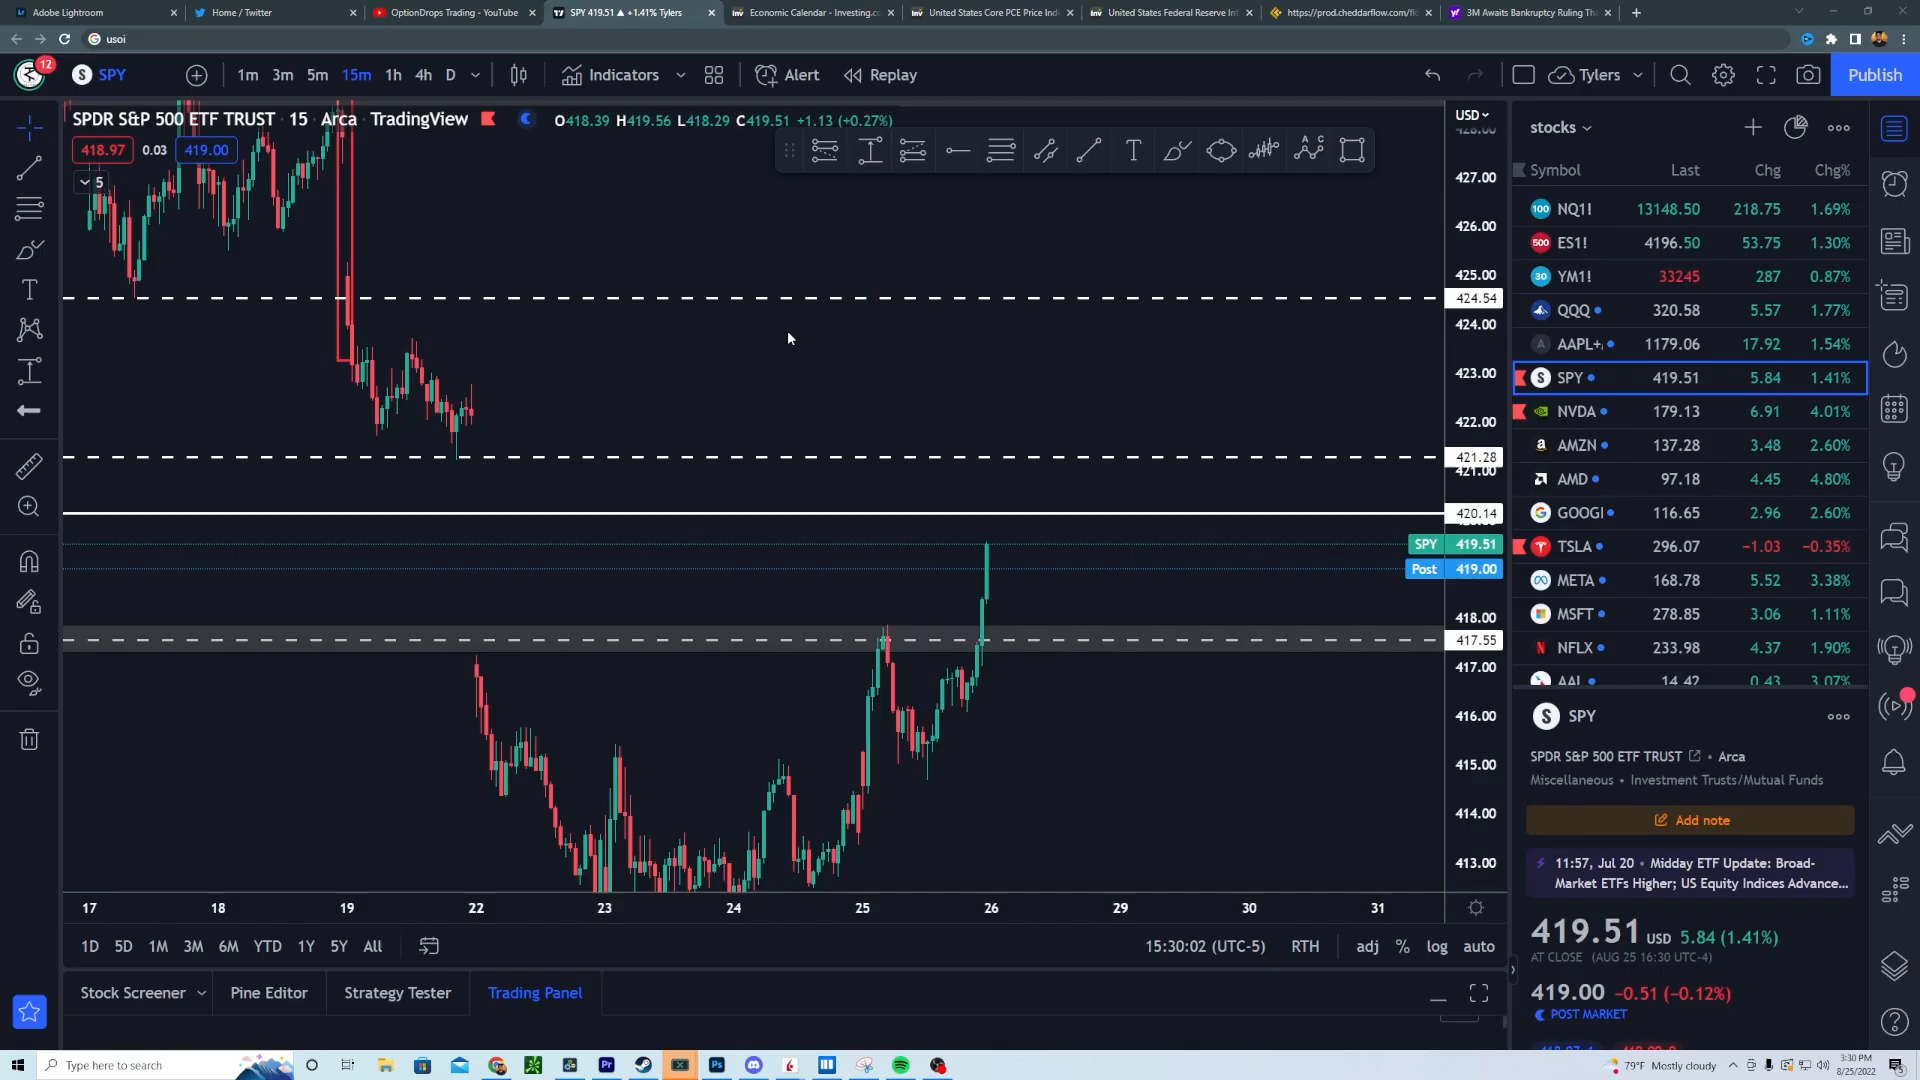 Adobe Lightroom
Home / Twitter
OptionDrops Trading - YouTube
SPY 419.51 ▲ +1.41% Tylers
Economic Calendar - Investing.c
United States Core PCE Price Ind
United States Federal Reserve Int
https://prod.cheddarflow.com/flo
3M Awaits Bankruptcy Ruling Th
usoi
12
SPY
1m 3m 5m 15m 1h 4h D
Indicators
Alert
Replay
Tylers
Publish
SPDR S&P 500 ETF TRUST 15 Arca TradingView
O418.39 H419.56 L418.29 C419.51 +1.13 (+0.27%)
418.97 0.03 419.00
5
USD
428.00
427.00
426.00
425.00
424.54
424.00
423.00
422.00
421.28
421.00
420.14
SPY 419.51
Post 419.00
418.00
417.55
417.00
416.00
415.00
414.00
413.00
17 18 19 22 23 24 25 26 29 30 31
1D 5D 1M 3M 6M YTD 1Y 5Y All
15:30:02 (UTC-5) RTH adj % log auto
Stock Screener Pine Editor Strategy Tester Trading Panel
stocks
Symbol Last Chg Chg%
NQ1! 13148.50 218.75 1.69%
ES1! 4196.50 53.75 1.30%
YM1! 33245 287 0.87%
QQQ 320.58 5.57 1.77%
AAPL+ 1179.06 17.92 1.54%
SPY 419.51 5.84 1.41%
NVDA 179.13 6.91 4.01%
AMZN 137.28 3.48 2.60%
AMD 97.18 4.45 4.80%
GOOGL 116.65 2.96 2.60%
TSLA 296.07 −1.03 −0.35%
META 168.78 5.52 3.38%
MSFT 278.85 3.06 1.11%
NFLX 233.98 4.37 1.90%
AAL 14.42 0.43 3.07%
SPY
SPDR S&P 500 ETF TRUST • Arca
Miscellaneous • Investment Trusts/Mutual Funds
Add note
11:57, Jul 20 • Midday ETF Update: Broad-
Market ETFs Higher; US Equity Indices Advance...
419.51 USD 5.84 (1.41%)
AT CLOSE (AUG 25 16:30 UTC-4)
419.00 −0.51 (−0.12%)
POST MARKET
Type here to search
79°F Mostly cloudy
3:30 PM
8/25/2022